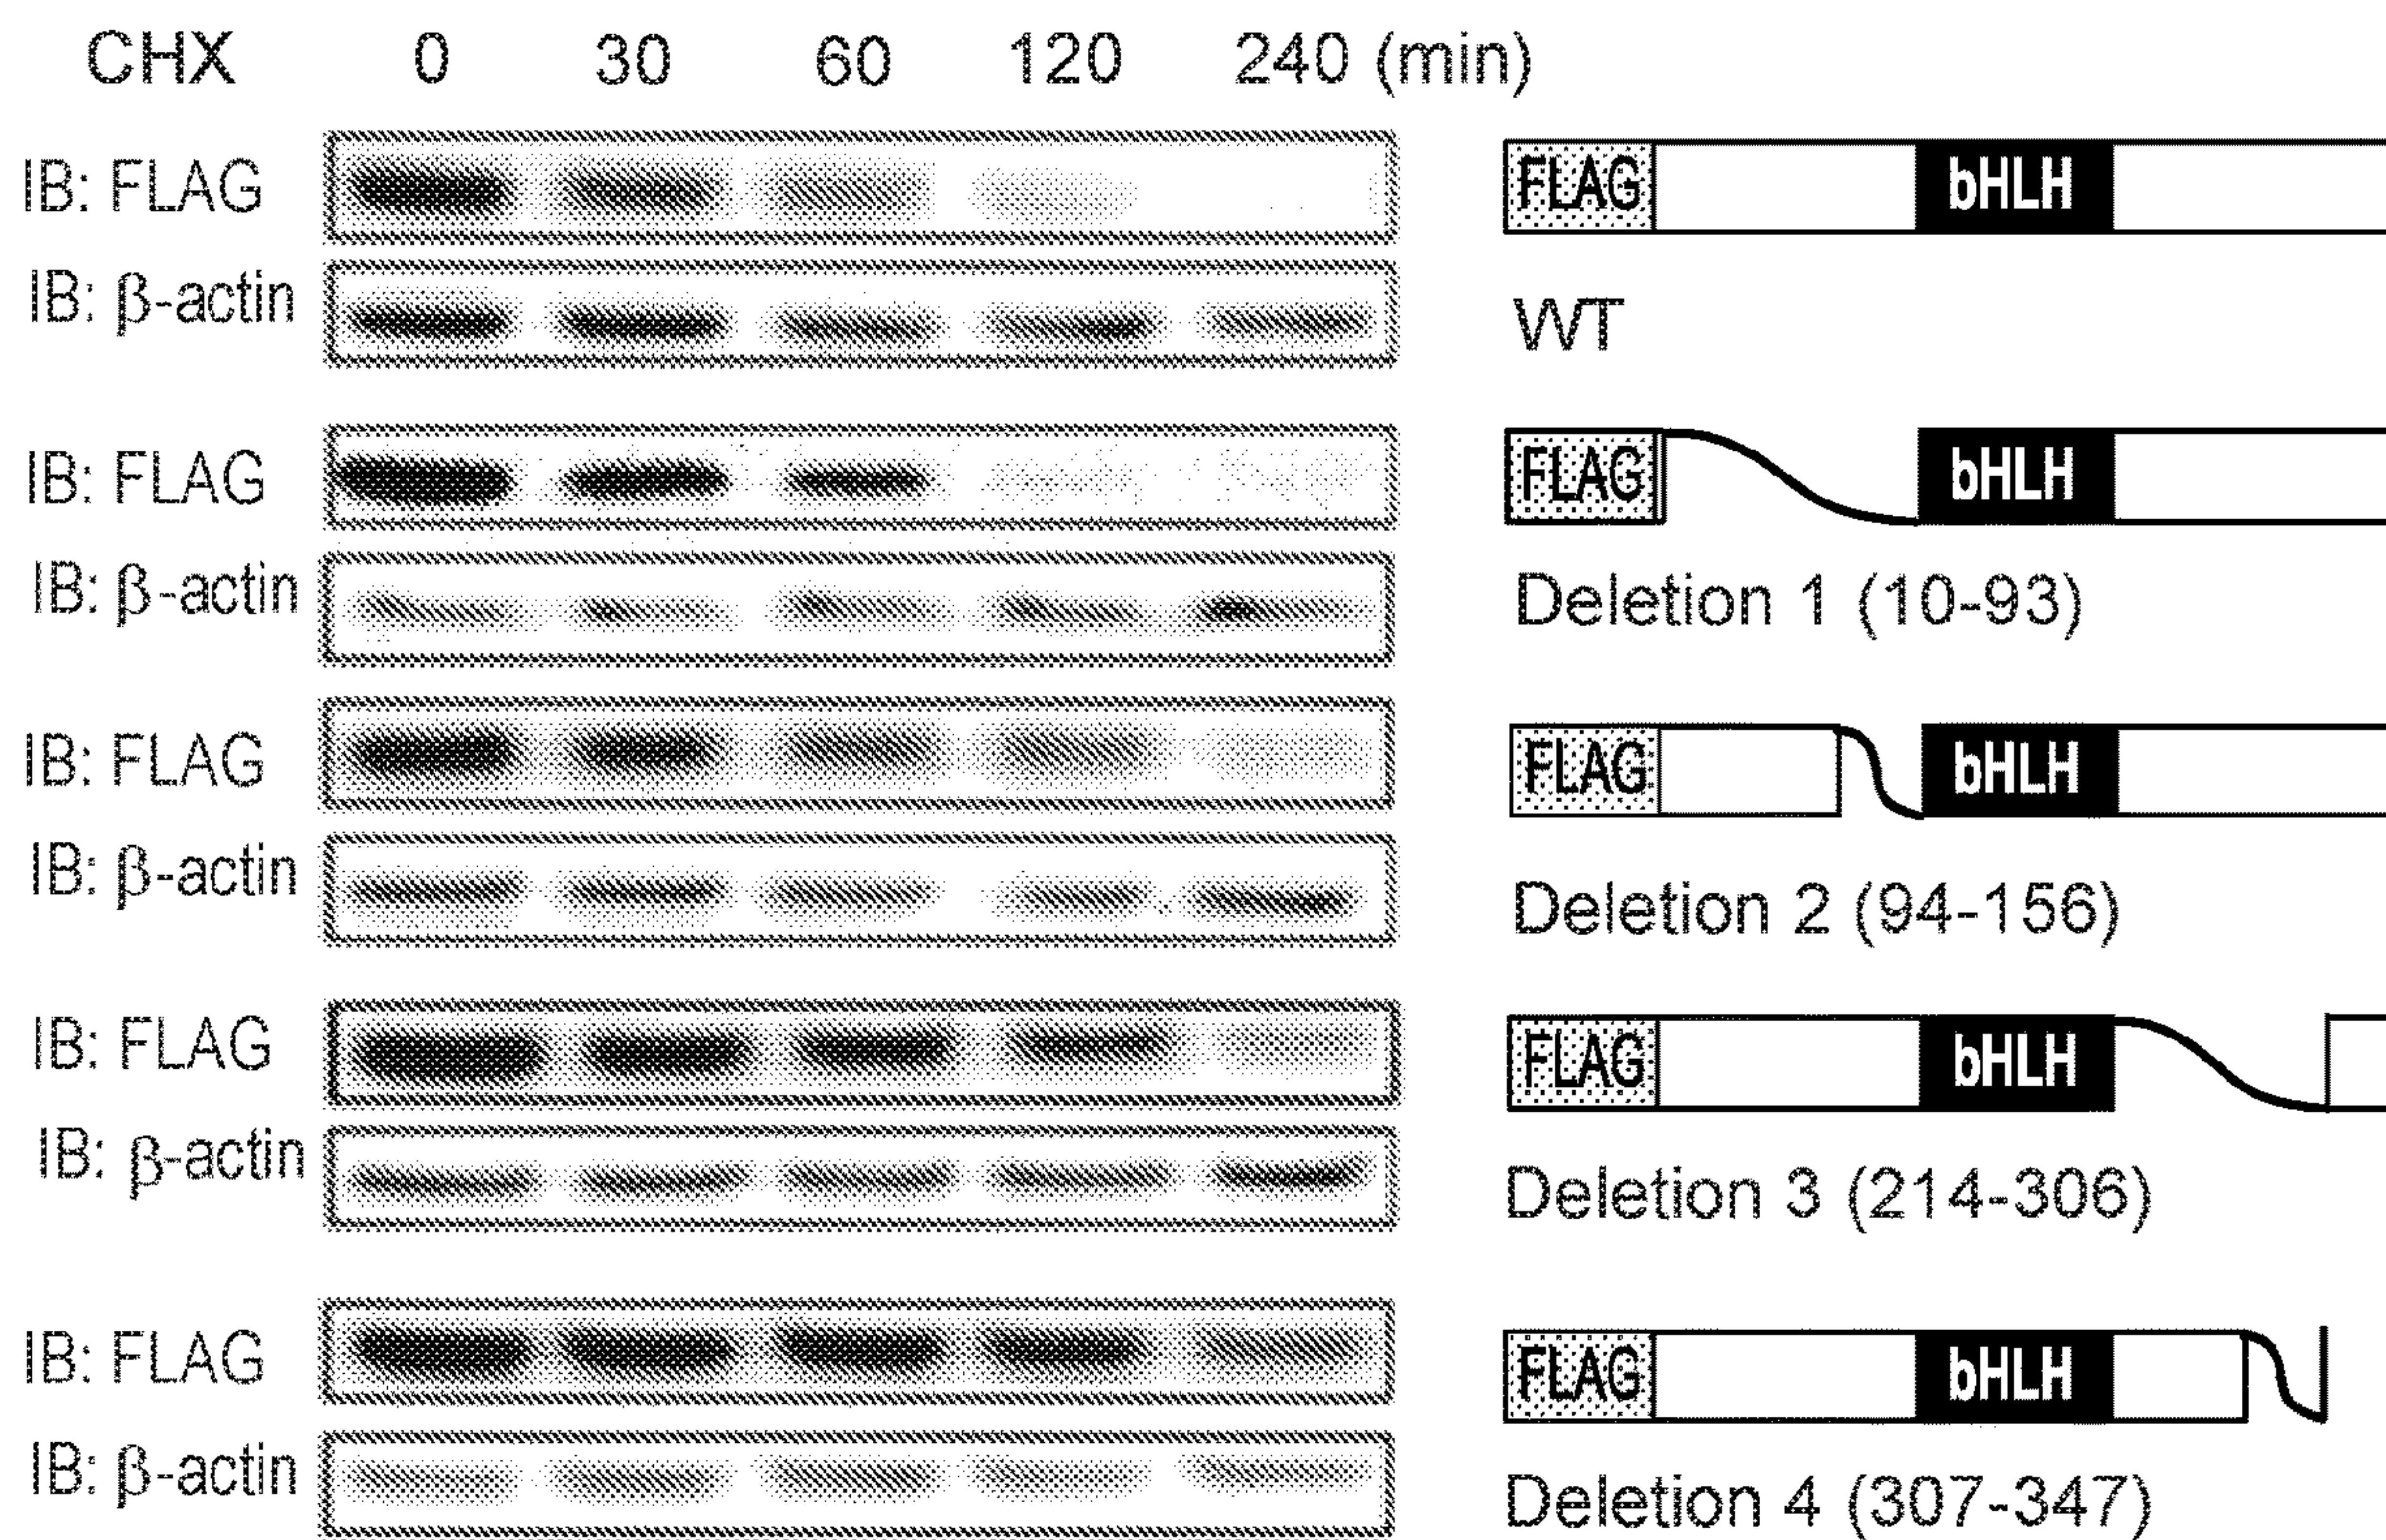 CHX 0 30 60 120 240 (min)
IB: FLAG
FLAG bHLH
IB: β-actin
WT
IB: FLAG
FLAG bHLH
IB: β-actin
Deletion 1 (10-93)
IB: FLAG
FLAG bHLH
IB: β-actin
Deletion 2 (94-156)
IB: FLAG
FLAG bHLH
IB: β-actin
Deletion 3 (214-306)
IB: FLAG
FLAG bHLH
IB: β-actin
Deletion 4 (307-347)